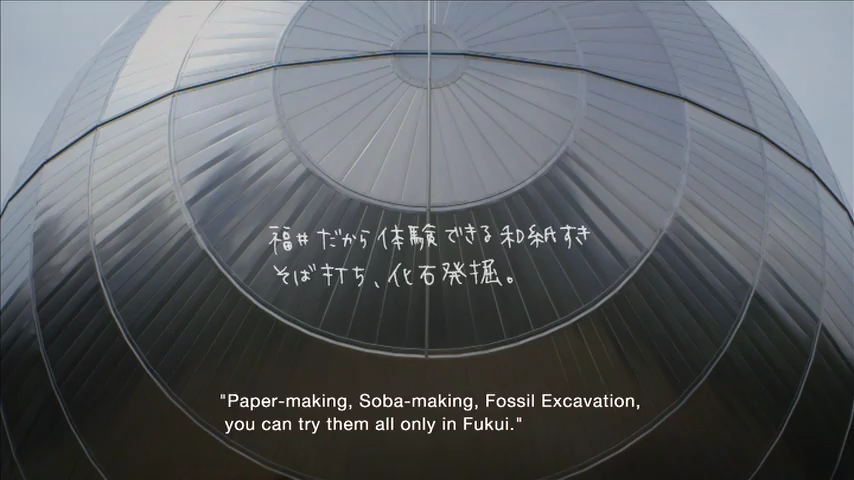 福井だから体験できる和紙すき
そば打ち、化石発掘。
"Paper-making, Soba-making, Fossil Excavation,
you can try them all only in Fukui."